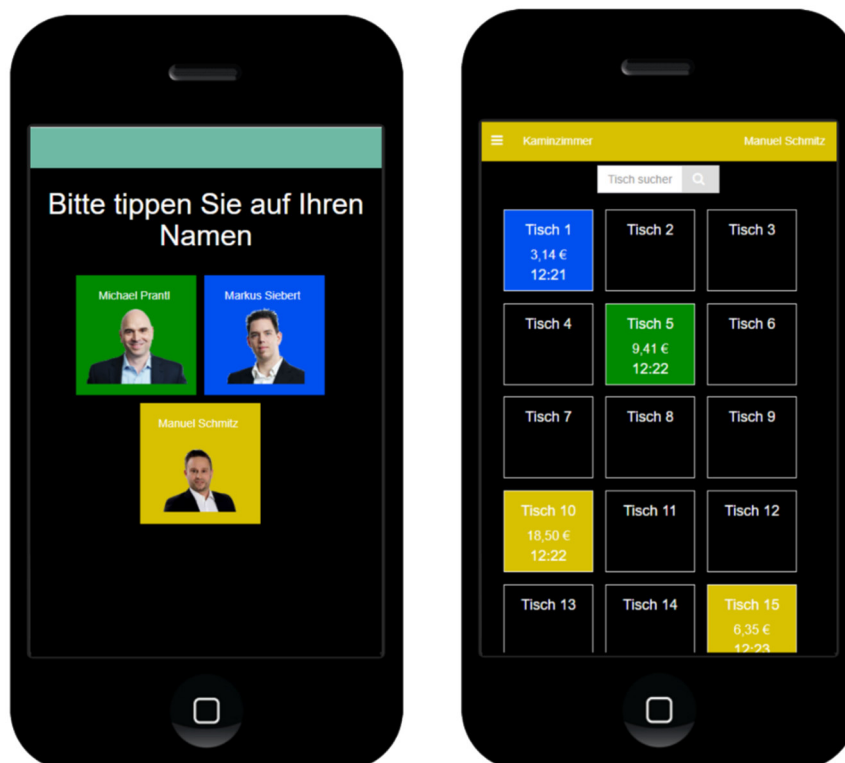 Bitte tippen Sie auf Ihren
Namen
Michael Prantl
Markus Siebert
Manuel Schmitz
Kaminzimmer
Manuel Schmitz
Tisch sucher
Tisch 1
3,14 €
12:21
Tisch 2
Tisch 3
Tisch 4
Tisch 5
9,41 €
12:22
Tisch 6
Tisch 7
Tisch 8
Tisch 9
Tisch 10
18,50 €
12:22
Tisch 11
Tisch 12
Tisch 13
Tisch 14
Tisch 15
6,35 €
12:23